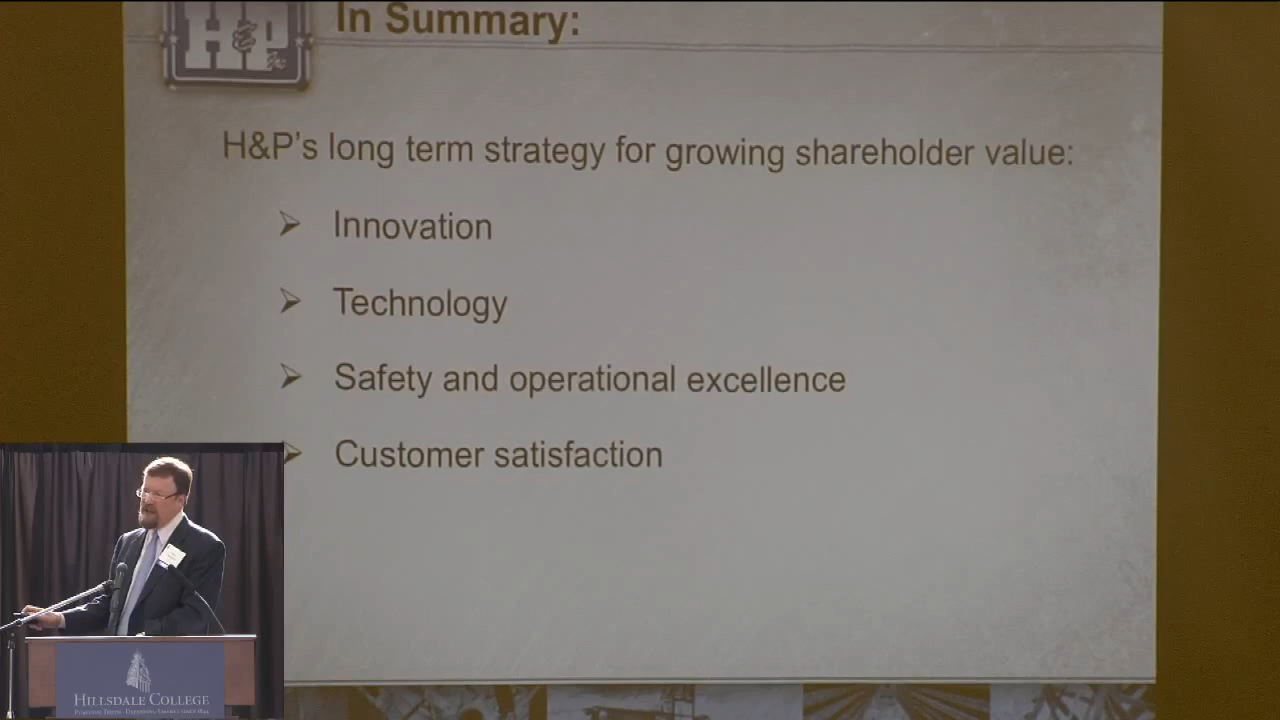 H&P
In Summary:
H&P's long term strategy for growing shareholder value:
Innovation
Technology
Safety and operational excellence
Customer satisfaction
HILLSDALE COLLEGE